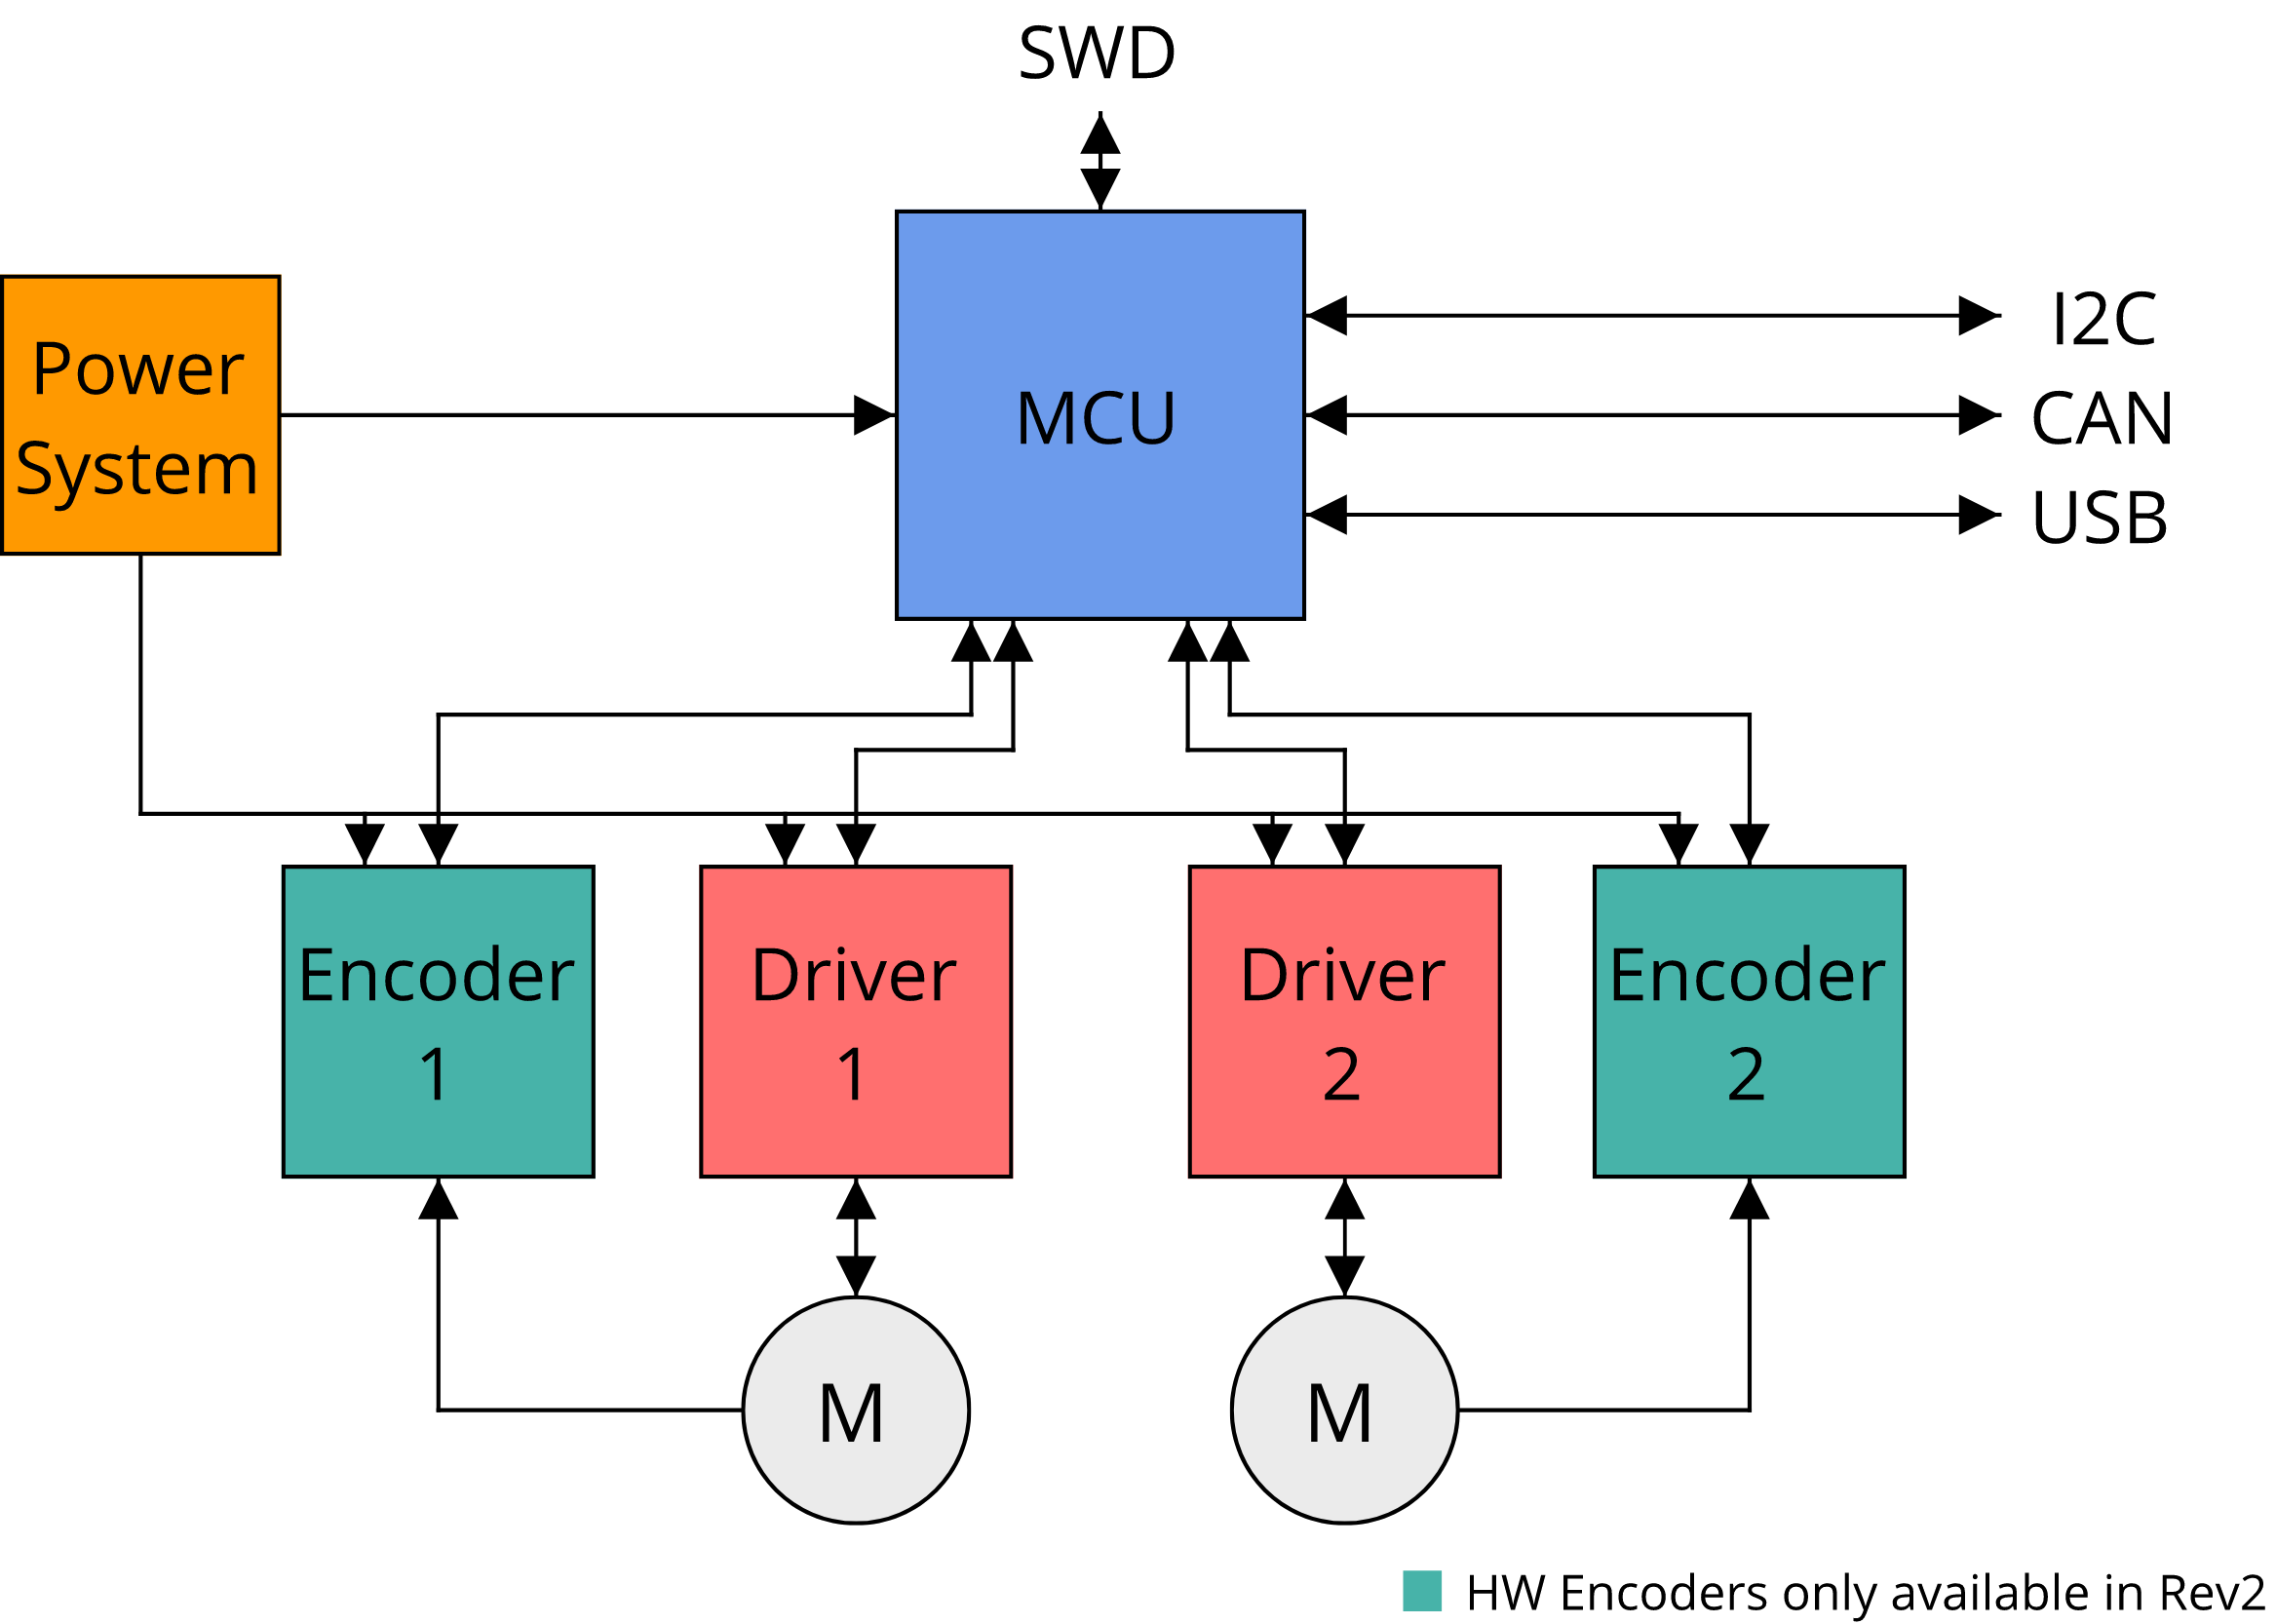 SWD
Power
System
MCU
I2C
CAN
USB
Encoder
1
Driver
1
Driver
2
Encoder
2
M
M
HW Encoders only available in Rev2